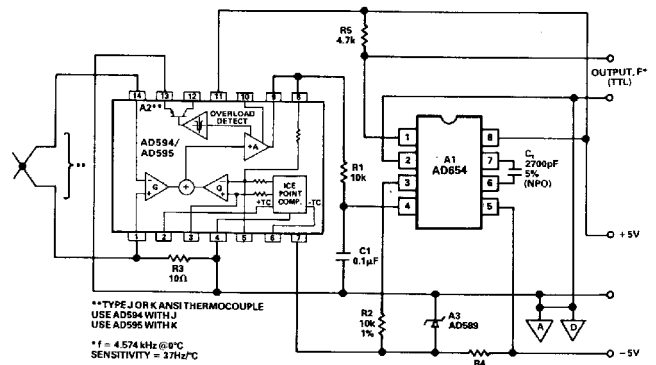 R5
4.7k
OUTPUT, F*
(TTL)
14 13 12 11 10 9 8
A2**
OVERLOAD
DETECT
AD594/
AD595
+A
G
+
G
+TC
ICE
POINT
COMP.
-TC
1 2 3 4 5 6 7
R3
10Ω
R1
10k
C1
0.1µF
A1
AD654
1 8
2 7
3 6
4 5
2700pF
5%
(NPO)
+5V
**
**TYPE J OR K ANSI THERMOCOUPLE
USE AD594 WITH J
USE AD595 WITH K
*f = 4.574 kHz @0°C
SENSITIVITY = 37Hz/°C
R2
10k
1%
A3
AD589
R4
A
D
-5V